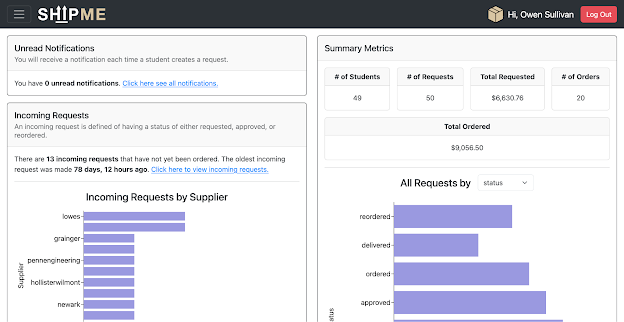 SHIPME
Hi, Owen Sullivan
Log Out
Unread Notifications
You will receive a notification each time a student creates a request.
You have 0 unread notifications. Click here see all notifications.
Incoming Requests
An incoming request is defined of having a status of either requested, approved, or
reordered.
There are 13 incoming requests that have not yet been ordered. The oldest incoming
request was made 78 days, 12 hours ago. Click here to view incoming requests.
Incoming Requests by Supplier
lowes
grainger
pennengineering
hollisterwilmont
newark
Supplier
Summary Metrics
# of Students
# of Requests
Total Requested
# of Orders
49
50
$6,630.76
20
Total Ordered
$9,056.50
All Requests by
status
reordered
delivered
ordered
approved